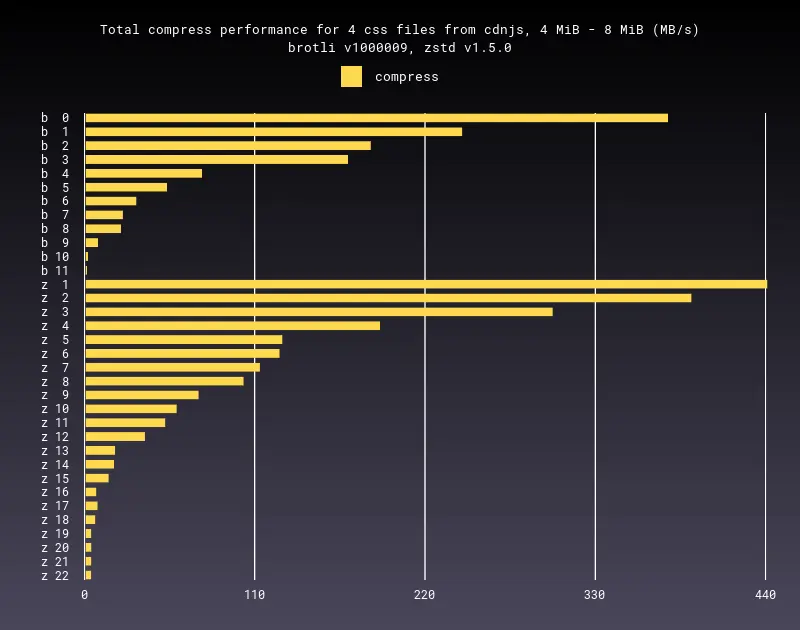 Total compress performance for 4 css files from cdnjs, 4 MiB - 8 MiB (MB/s)
brotli v1000009, zstd v1.5.0
compress
b 0
b 1
b 2
b 3
b 4
b 5
b 6
b 7
b 8
b 9
b 10
b 11
z 1
z 2
z 3
z 4
z 5
z 6
z 7
z 8
z 9
z 10
z 11
z 12
z 13
z 14
z 15
z 16
z 17
z 18
z 19
z 20
z 21
z 22
0 110 220 330 440